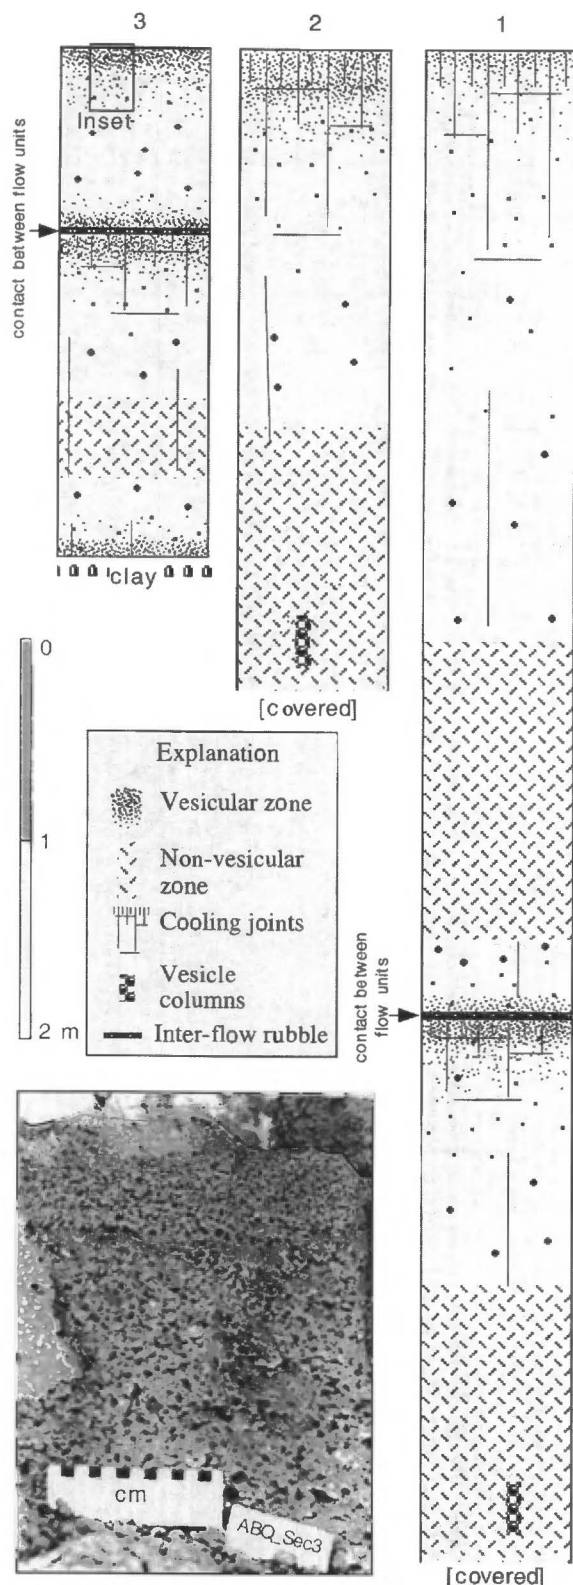 3
2
1
Inset
contact between flow units
clay
[covered]
0
1
2 m
Explanation
Vesicular zone
Non-vesicular
zone
Cooling joints
Vesicle
columns
Inter-flow rubble
contact between
flow units
cm
ABQ_Sec3
[covered]